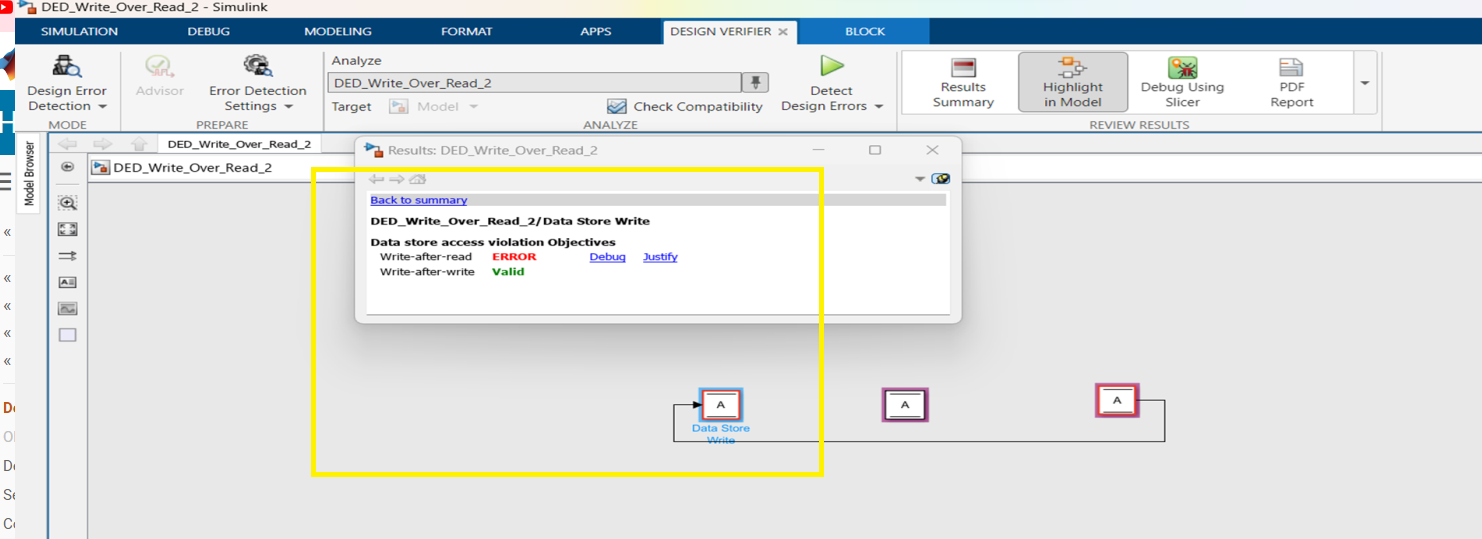 DED_Write_Over_Read_2 - Simulink
SIMULATION DEBUG MODELING FORMAT APPS DESIGN VERIFIER BLOCK
Design Error Detection
MODE
Advisor
Error Detection Settings
PREPARE
Analyze
DED_Write_Over_Read_2
Target Model Check Compatibility
Detect Design Errors
ANALYZE
Results Summary
Highlight in Model
Debug Using Slicer
PDF Report
REVIEW RESULTS
Model Browser
DED_Write_Over_Read_2
DED_Write_Over_Read_2
Results: DED_Write_Over_Read_2
Back to summary
DED_Write_Over_Read_2/Data Store Write
Data store access violation Objectives
Write-after-read ERROR Debug Justify
Write-after-write Valid
A A A
Data Store
Write